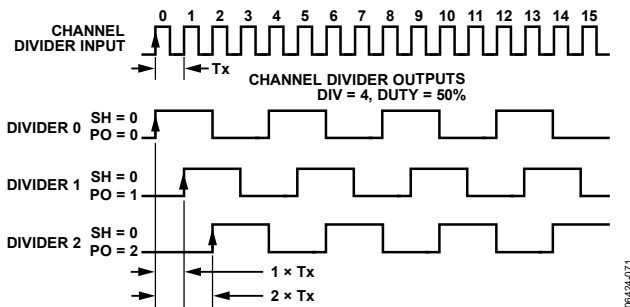 0 1 2 3 4 5 6 7 8 9 10 11 12 13 14 15
CHANNEL
DIVIDER INPUT
Tx
CHANNEL DIVIDER OUTPUTS
DIV = 4, DUTY = 50%
DIVIDER 0
SH = 0
PO = 0
DIVIDER 1
SH = 0
PO = 1
DIVIDER 2
SH = 0
PO = 2
1 × Tx
2 × Tx
06424-071